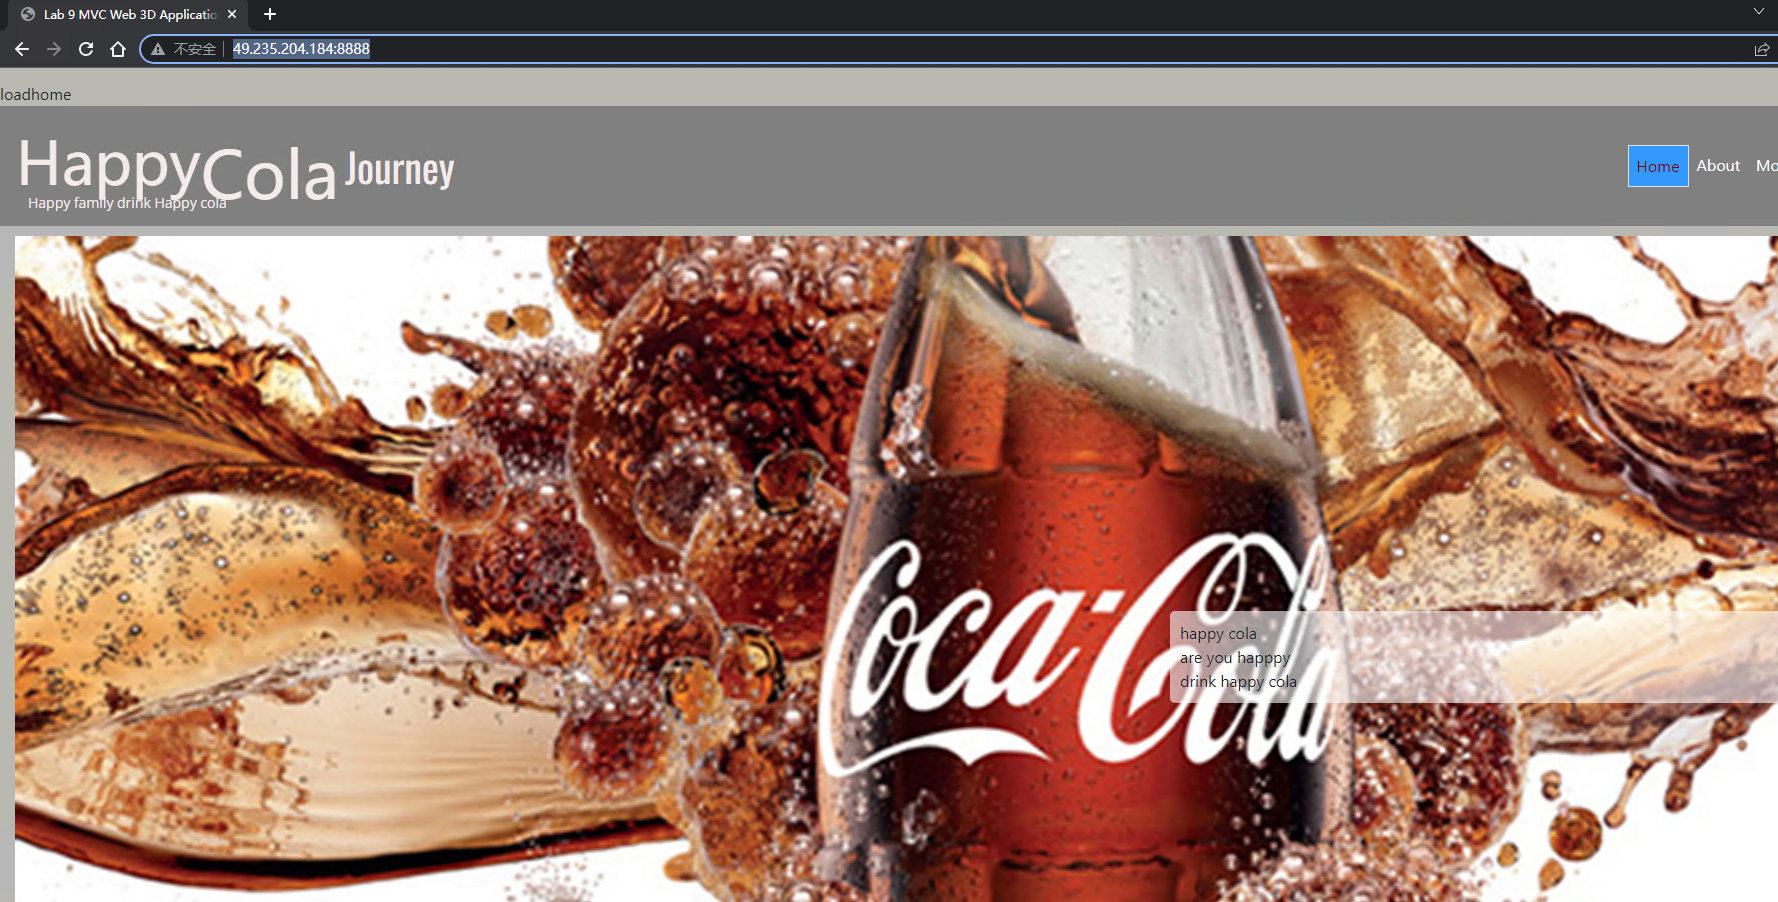 Lab 9 MVC Web 3D Applicatio
不安全 49.235.204.184:8888
loadhome
HappyCola Journey
Home About Mo
Happy family drink Happy cola
Coca-Cola
happy cola
are you happpy
drink happy cola